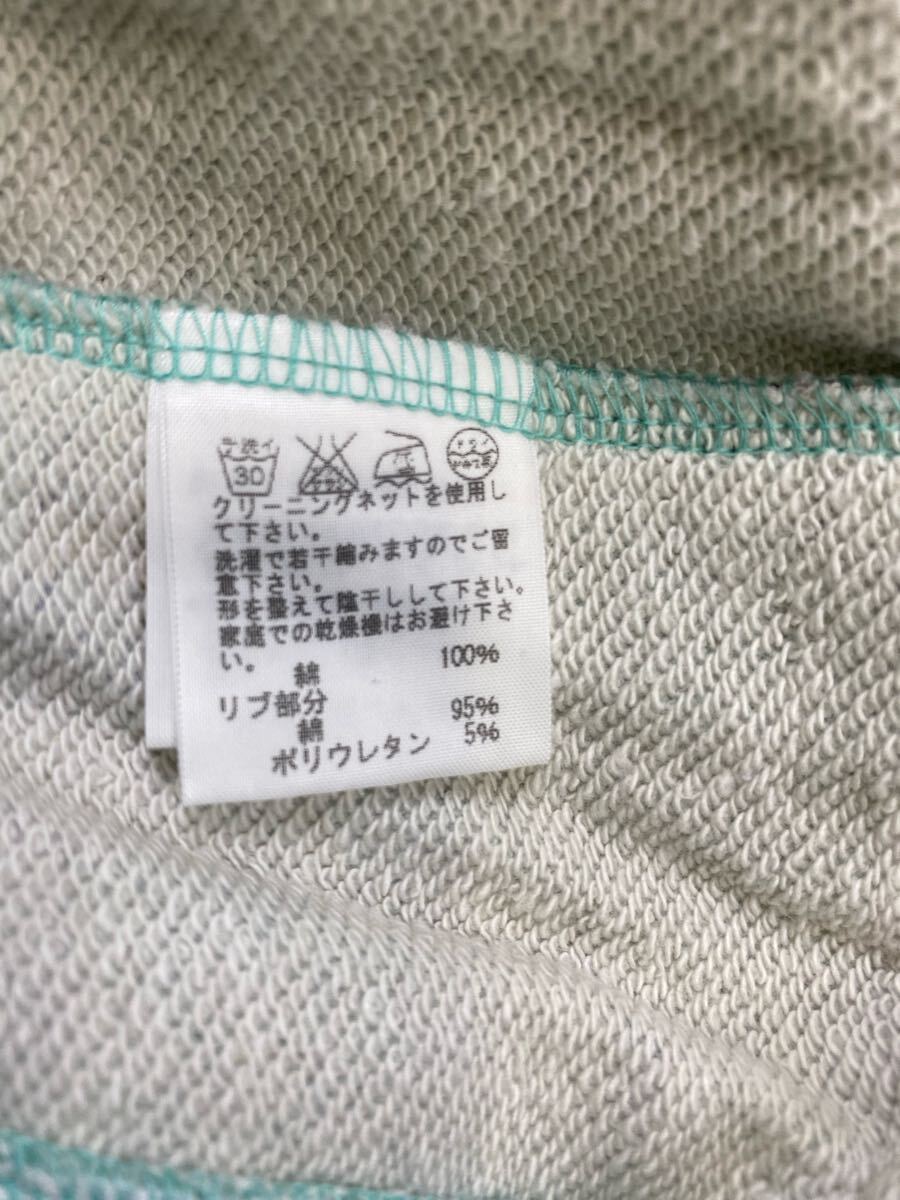 手洗イ
30
ドライ
クリーニングネットを使用し
て下さい。
洗濯で若干縮みますのでご留
意下さい。
形を整えて陰干しして下さい。
家庭での乾燥機はお避け下さ
い。
綿 100%
リブ部分
綿 95%
ポリウレタン 5%